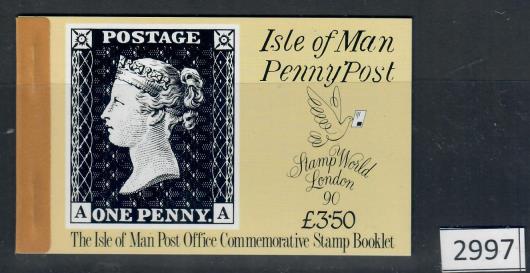 POSTAGE
A ONE PENNY. A
Isle of Man
Penny Post
Stamp World
London
90
£3·50
The Isle of Man Post Office Commemorative Stamp Booklet
2997